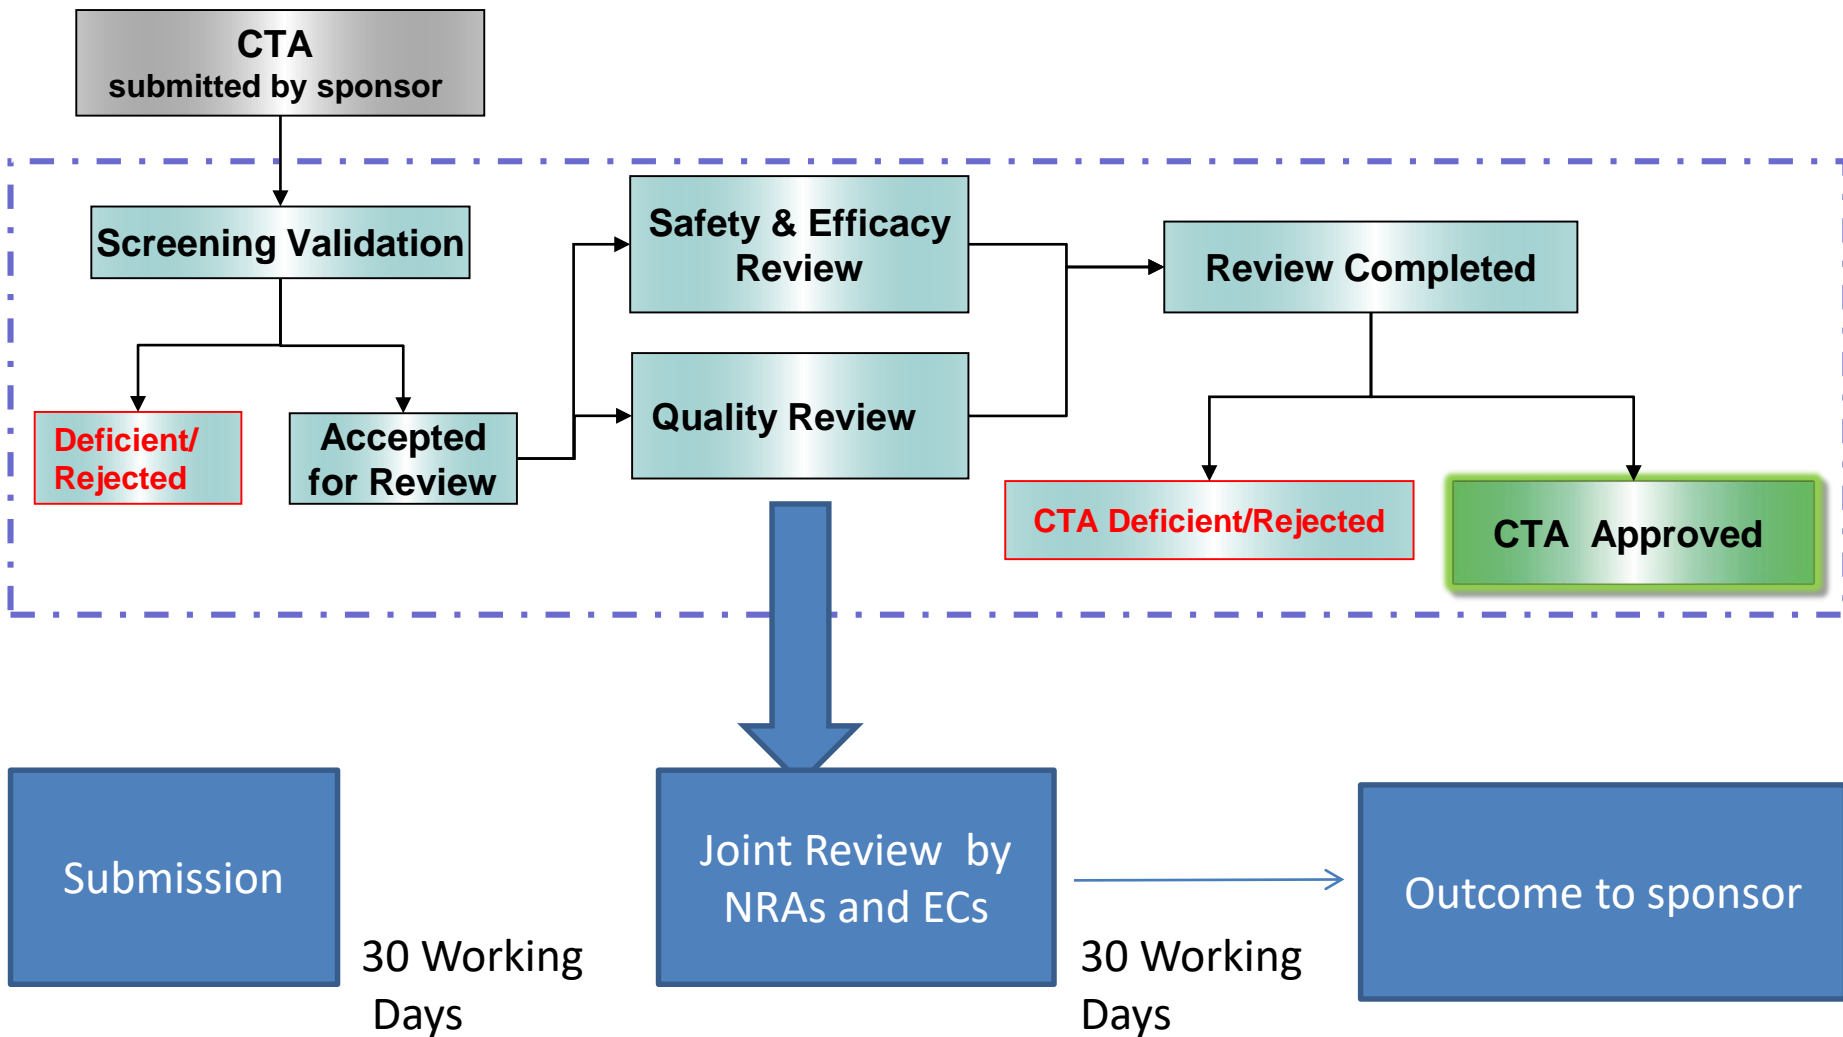 CTA
submitted by sponsor
Screening Validation
Safety & Efficacy
Review
Review Completed
Quality Review
Deficient/
Rejected
Accepted
for Review
CTA Deficient/Rejected
CTA Approved
Submission
30 Working
Days
Joint Review by
NRAs and ECs
30 Working
Days
Outcome to sponsor